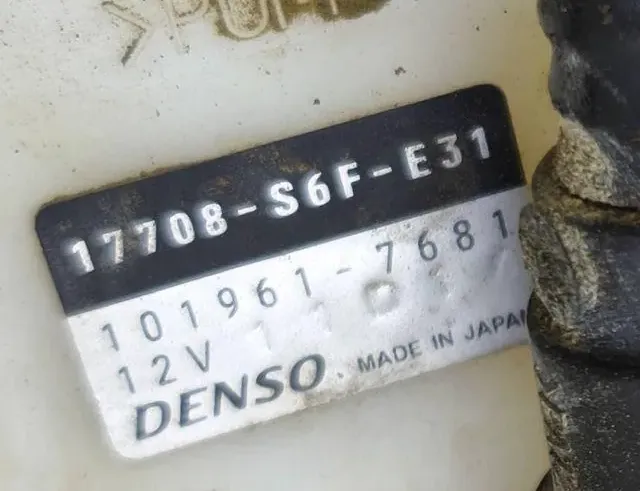 17708-S6F-E31
101961-7681
12V
DENSO. MADE IN JAPAN